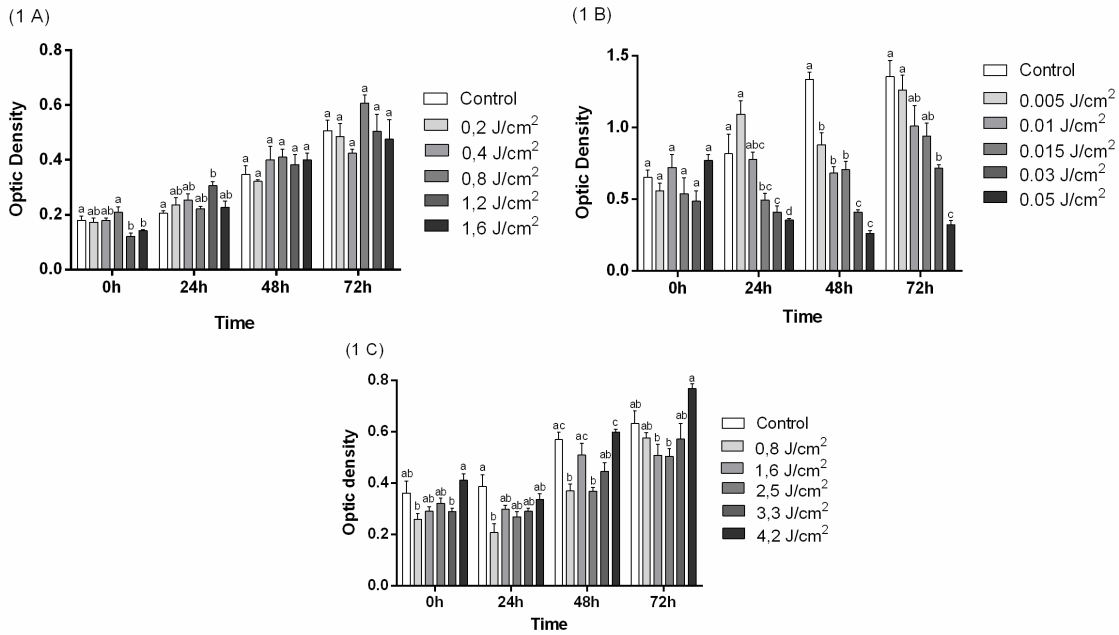 (1 A)
Optic Density
0.8
0.6
0.4
0.2
0.0
a ab ab a b b
a ab ab ab b ab
a a a a a a
a a a a a a
0h 24h 48h 72h
Time
Control
0,2 J/cm²
0,4 J/cm²
0,8 J/cm²
1,2 J/cm²
1,6 J/cm²
(1 B)
Optic Density
1.5
1.0
0.5
0.0
a a a a a a
a a abc bc c d
a b b b c c
a a ab ab b c
0h 24h 48h 72h
Time
Control
0.005 J/cm²
0.01 J/cm²
0.015 J/cm²
0.03 J/cm²
0.05 J/cm²
(1 C)
Optic density
0.8
0.6
0.4
0.2
0.0
ab b ab ab b a
a b ab ab ab ab
ac b ac b ab c
ab ab b b ab a
0h 24h 48h 72h
Time
Control
0,8 J/cm²
1,6 J/cm²
2,5 J/cm²
3,3 J/cm²
4,2 J/cm²